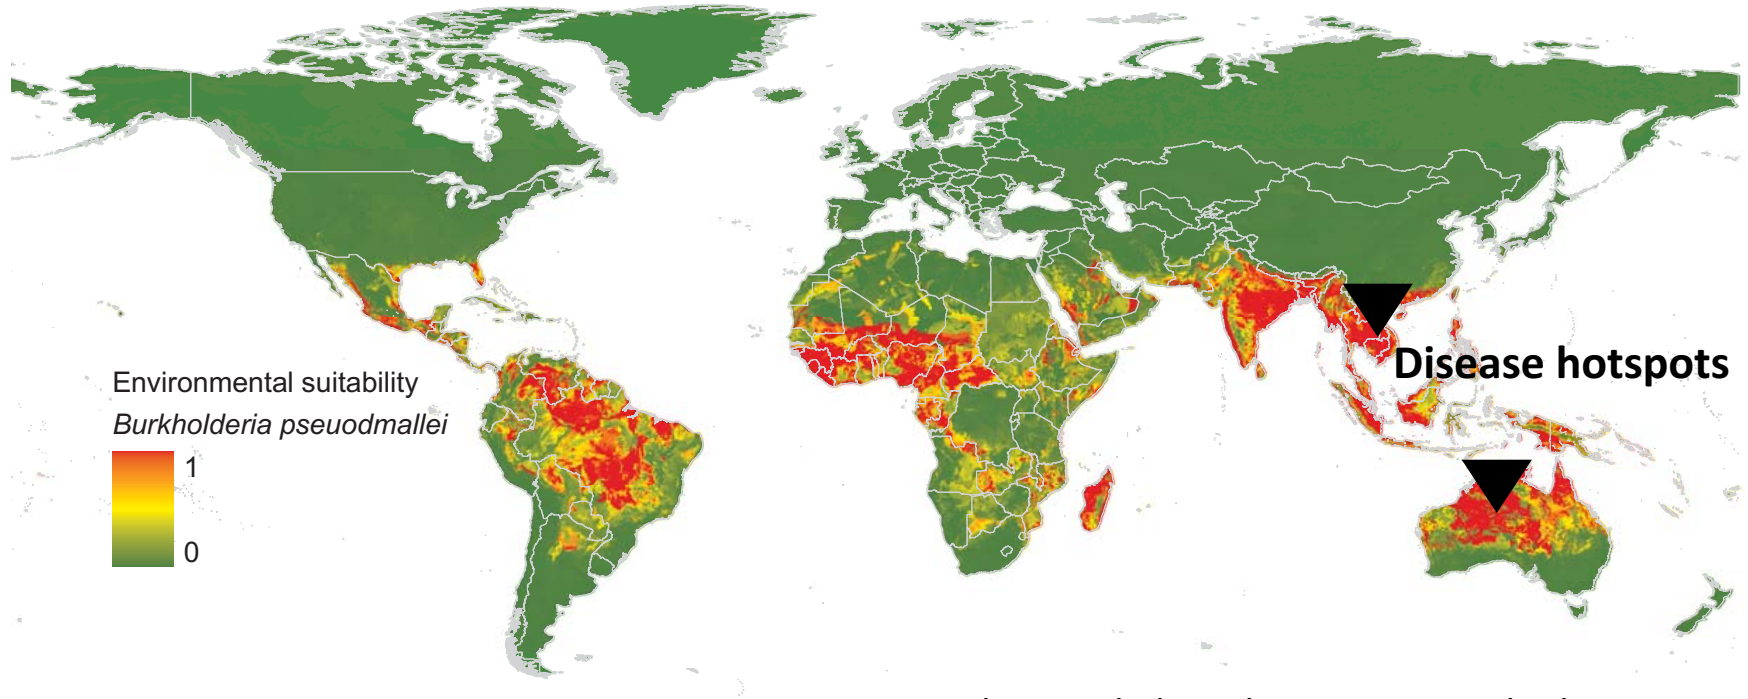 Disease hotspots
Environmental suitability
Burkholderia pseuodmallei
1
0